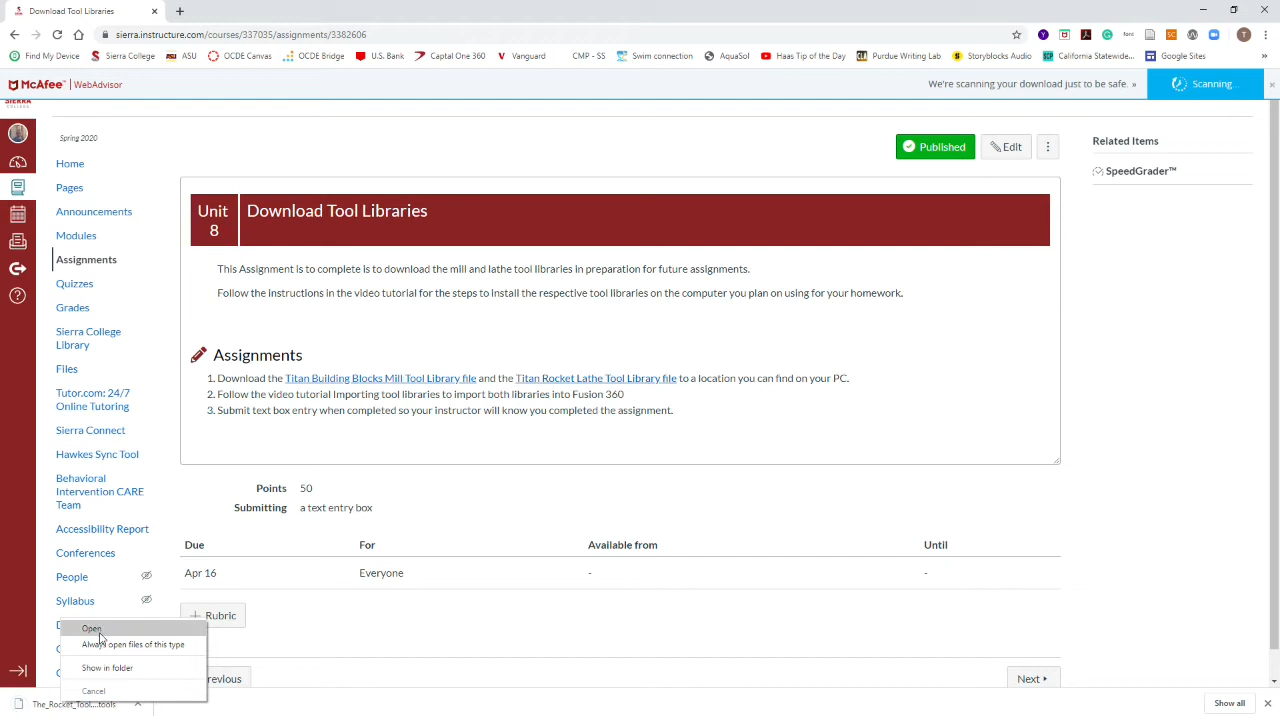 Download Tool Libraries
sierra.instructure.com/courses/337035/assignments/3382606
Find My Device
Sierra College
ASU
OCDE Canvas
OCDE Bridge
U.S. Bank
Captal One 360
Vanguard
CMP - SS
Swim connection
AquaSol
Haas Tip of the Day
Purdue Writing Lab
Storyblocks Audio
California Statewide...
Google Sites
»
McAfee™ | WebAdvisor
We're scanning your download just to be safe. »
Scanning...
SIERRA
COLLEGE
Spring 2020
Home
Pages
Announcements
Modules
Assignments
Quizzes
Grades
Sierra College
Library
Files
Tutor.com: 24/7
Online Tutoring
Sierra Connect
Hawkes Sync Tool
Behavioral
Intervention CARE
Team
Accessibility Report
Conferences
People
Syllabus
Published
Edit
Related Items
SpeedGrader™
Unit
8
Download Tool Libraries
This Assignment is to complete is to download the mill and lathe tool libraries in preparation for future assignments.
Follow the instructions in the video tutorial for the steps to install the respective tool libraries on the computer you plan on using for your homework.
Assignments
1. Download the Titan Building Blocks Mill Tool Library file and the Titan Rocket Lathe Tool Library file to a location you can find on your PC.
2. Follow the video tutorial Importing tool libraries to import both libraries into Fusion 360
3. Submit text box entry when completed so your instructor will know you completed the assignment.
Points 50
Submitting a text entry box
Due For Available from Until
Apr 16 Everyone - -
+ Rubric
Open
Always open files of this type
Show in folder
Cancel
revious
Next
The_Rocket_Tool....tools
Show all